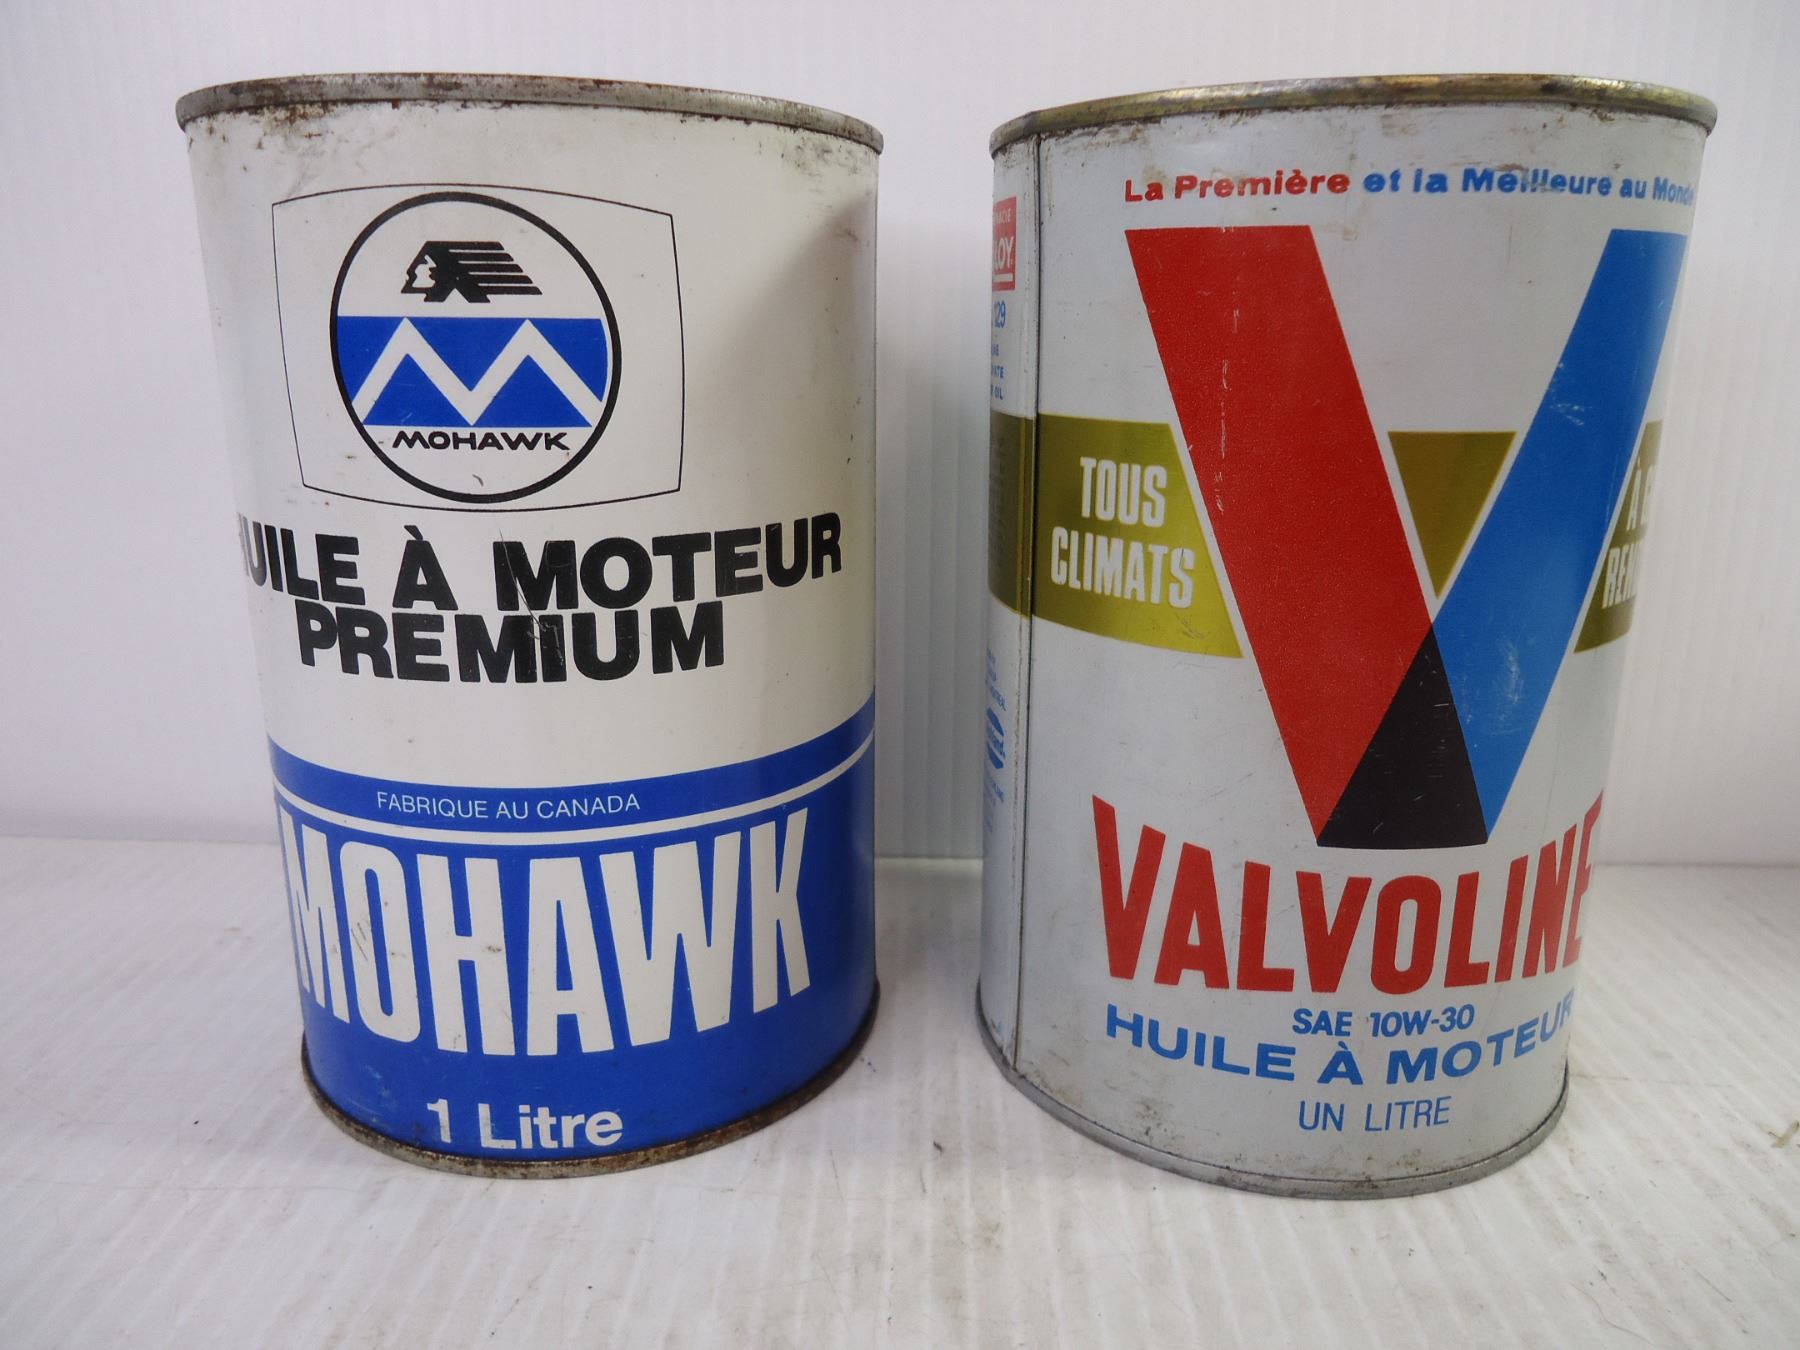 MOHAWK
HUILE À MOTEUR
PREMIUM
FABRIQUE AU CANADA
MOHAWK
1 Litre
La Première et la Meilleure au Monde
TOUS
CLIMATS
VALVOLINE
SAE 10W-30
HUILE À MOTEUR
UN LITRE